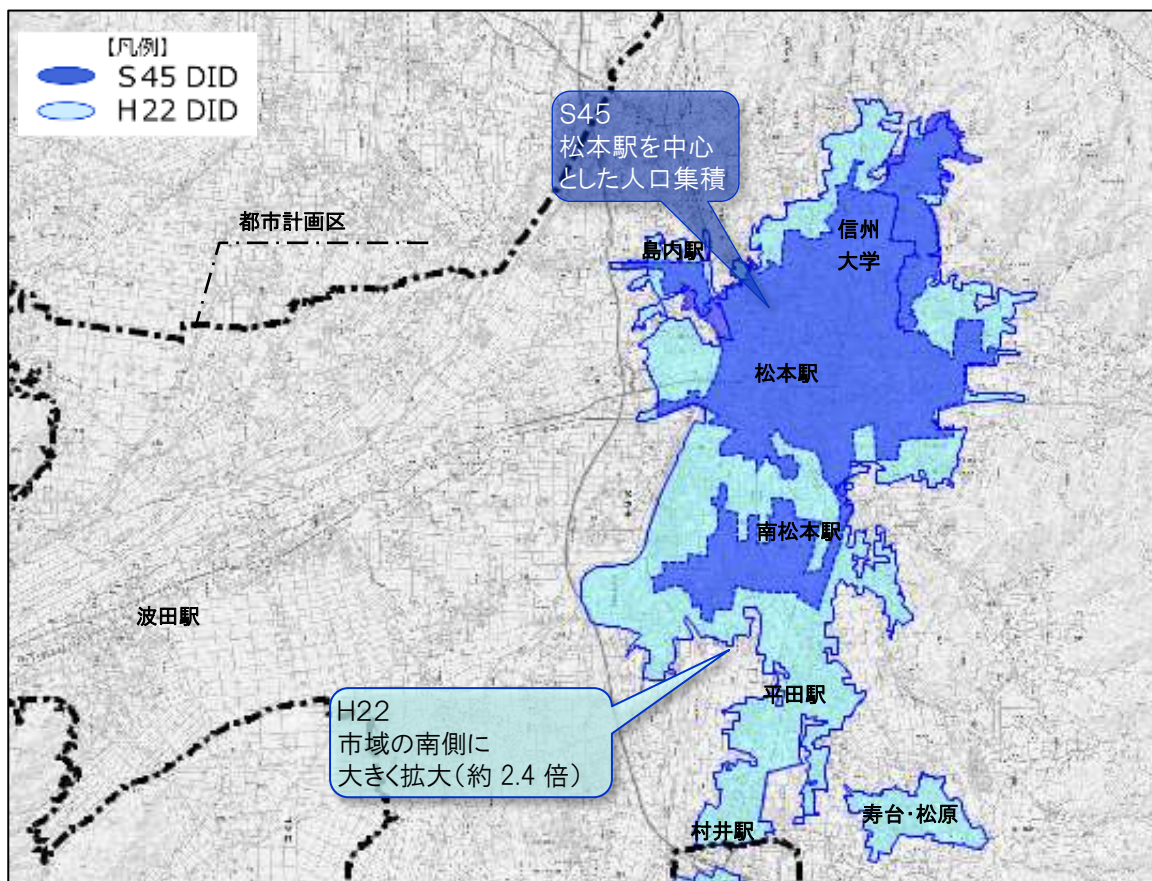 【凡例】
S45 DID
H22 DID
S45
松本駅を中心
とした人口集積
都市計画区
島内駅
信州
大学
松本駅
南松本駅
波田駅
平田駅
H22
市域の南側に
大きく拡大(約 2.4 倍)
村井駅
寿台・松原